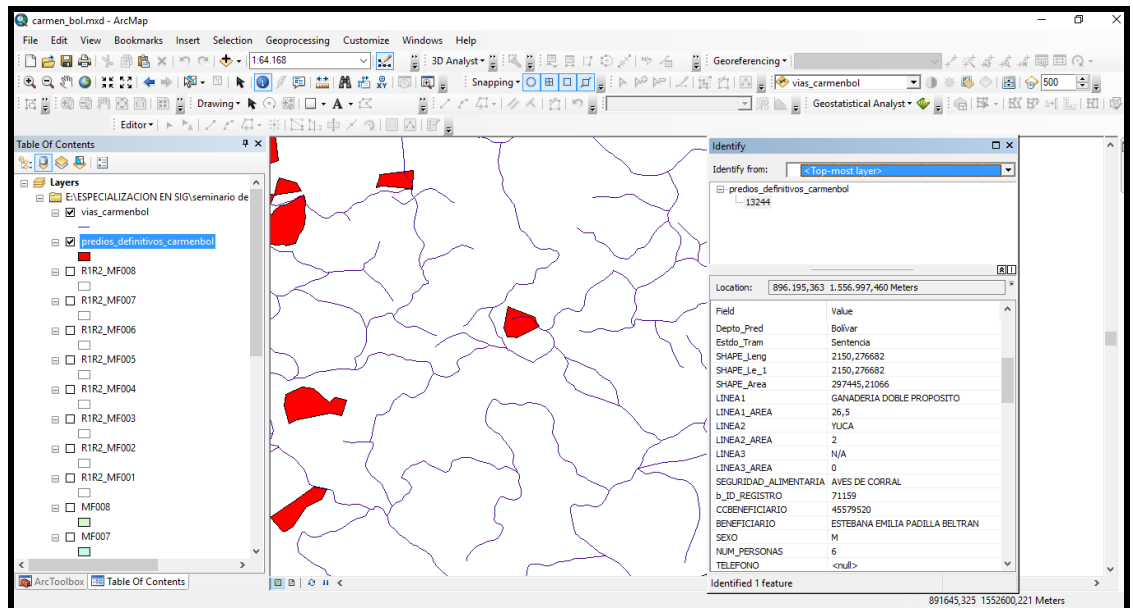 carmen_bol.mxd - ArcMap
File Edit View Bookmarks Insert Selection Geoprocessing Customize Windows Help
1:64.168 3D Analyst Georeferencing
Snapping vias_carmenbol 500
Drawing A Geostatistical Analyst
Editor
Table Of Contents
Layers
E:\ESPECIALIZACION EN SIG\seminario de
vias_carmenbol
predios_definitivos_carmenbol
R1R2_MF008
R1R2_MF007
R1R2_MF006
R1R2_MF005
R1R2_MF004
R1R2_MF003
R1R2_MF002
R1R2_MF001
MF008
MF007
ArcToolbox Table Of Contents
Identify
Identify from: <Top-most layer>
predios_definitivos_carmenbol
13244
Location: 896.195,363 1.556.997,460 Meters
Field Value
Depto_Pred Bolívar
Estdo_Tram Sentencia
SHAPE_Leng 2150,276682
SHAPE_Le_1 2150,276682
SHAPE_Area 297445,21066
LINEA1 GANADERIA DOBLE PROPOSITO
LINEA1_AREA 26,5
LINEA2 YUCA
LINEA2_AREA 2
LINEA3 N/A
LINEA3_AREA 0
SEGURIDAD_ALIMENTARIA AVES DE CORRAL
b_ID_REGISTRO 71159
CCBENEFICIARIO 45579520
BENEFICIARIO ESTEBANA EMILIA PADILLA BELTRAN
SEXO M
NUM_PERSONAS 6
TELEFONO <null>
Identified 1 feature
891645,325 1552600,221 Meters